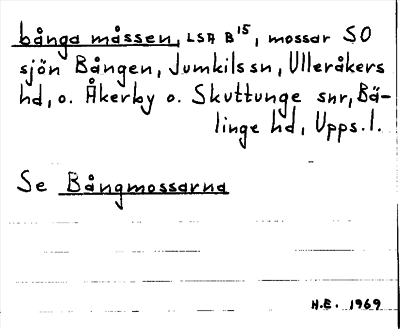 bånga måssen, LSA B15, mossar SO
sjön Bången, Jumkils sn, Ulleråkers
hd, o. Åkerby o. Skuttunge snr, Bä-
linge hd, Upps. l.
Se Bångmossarna
H.E. 1969